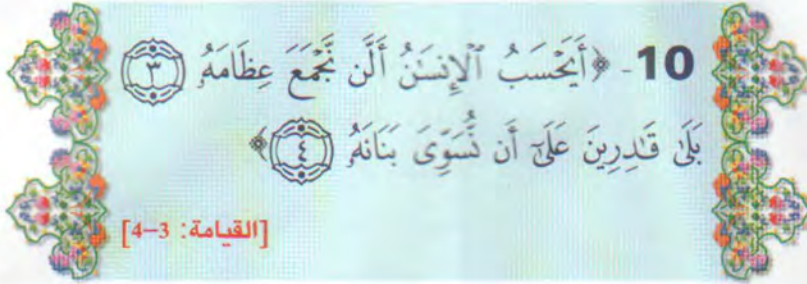 10- ﴿أَيَحْسَبُ ٱلْإِنسَٰنُ أَلَّن نَّجْمَعَ عِظَامَهُۥ ٣
بَلَىٰ قَٰدِرِينَ عَلَىٰٓ أَن نُّسَوِّىَ بَنَانَهُۥ ٤﴾
[القيامة: 3-4]